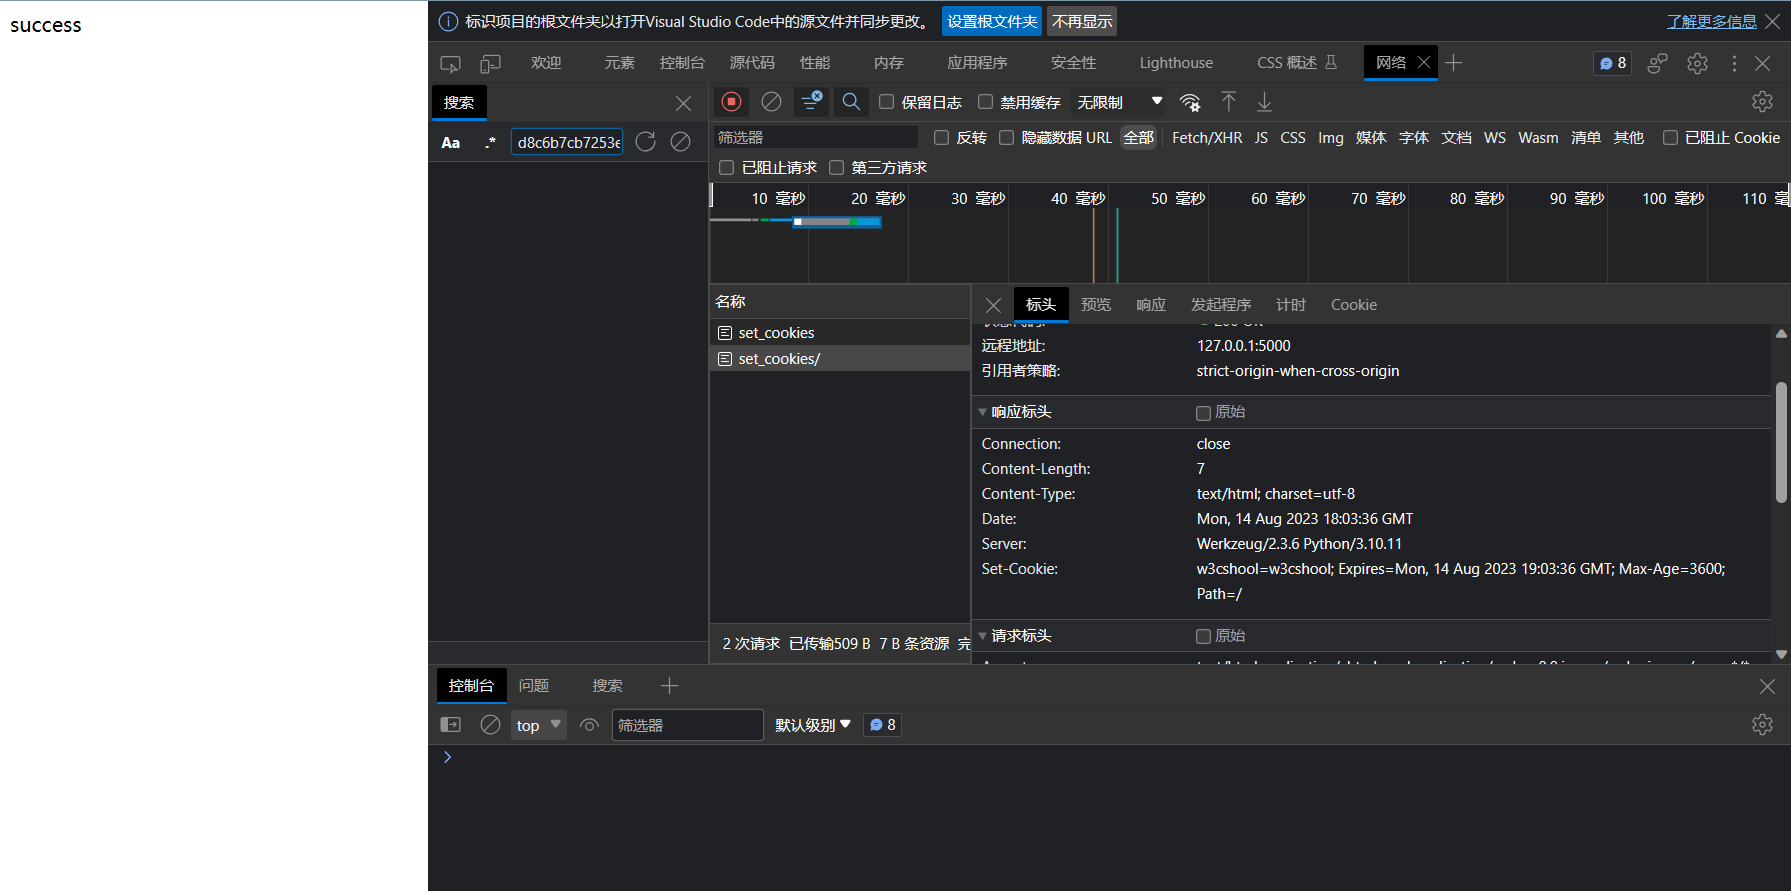 success
标识项目的根文件夹以打开Visual Studio Code中的源文件并同步更改。 设置根文件夹 不再显示 了解更多信息
欢迎 元素 控制台 源代码 性能 内存 应用程序 安全性 Lighthouse CSS 概述 网络 8
搜索
保留日志 禁用缓存 无限制
Aa .* d8c6b7cb7253e
筛选器 反转 隐藏数据 URL 全部 Fetch/XHR JS CSS Img 媒体 字体 文档 WS Wasm 清单 其他 已阻止 Cookie
已阻止请求 第三方请求
10 毫秒 20 毫秒 30 毫秒 40 毫秒 50 毫秒 60 毫秒 70 毫秒 80 毫秒 90 毫秒 100 毫秒 110 毫
名称
set_cookies
set_cookies/
2 次请求 已传输509 B 7 B 条资源 完
标头 预览 响应 发起程序 计时 Cookie
远程地址: 127.0.0.1:5000
引用者策略: strict-origin-when-cross-origin
响应标头 原始
Connection: close
Content-Length: 7
Content-Type: text/html; charset=utf-8
Date: Mon, 14 Aug 2023 18:03:36 GMT
Server: Werkzeug/2.3.6 Python/3.10.11
Set-Cookie: w3cshool=w3cshool; Expires=Mon, 14 Aug 2023 19:03:36 GMT; Max-Age=3600;
Path=/
请求标头 原始
控制台 问题 搜索
top 筛选器 默认级别 8